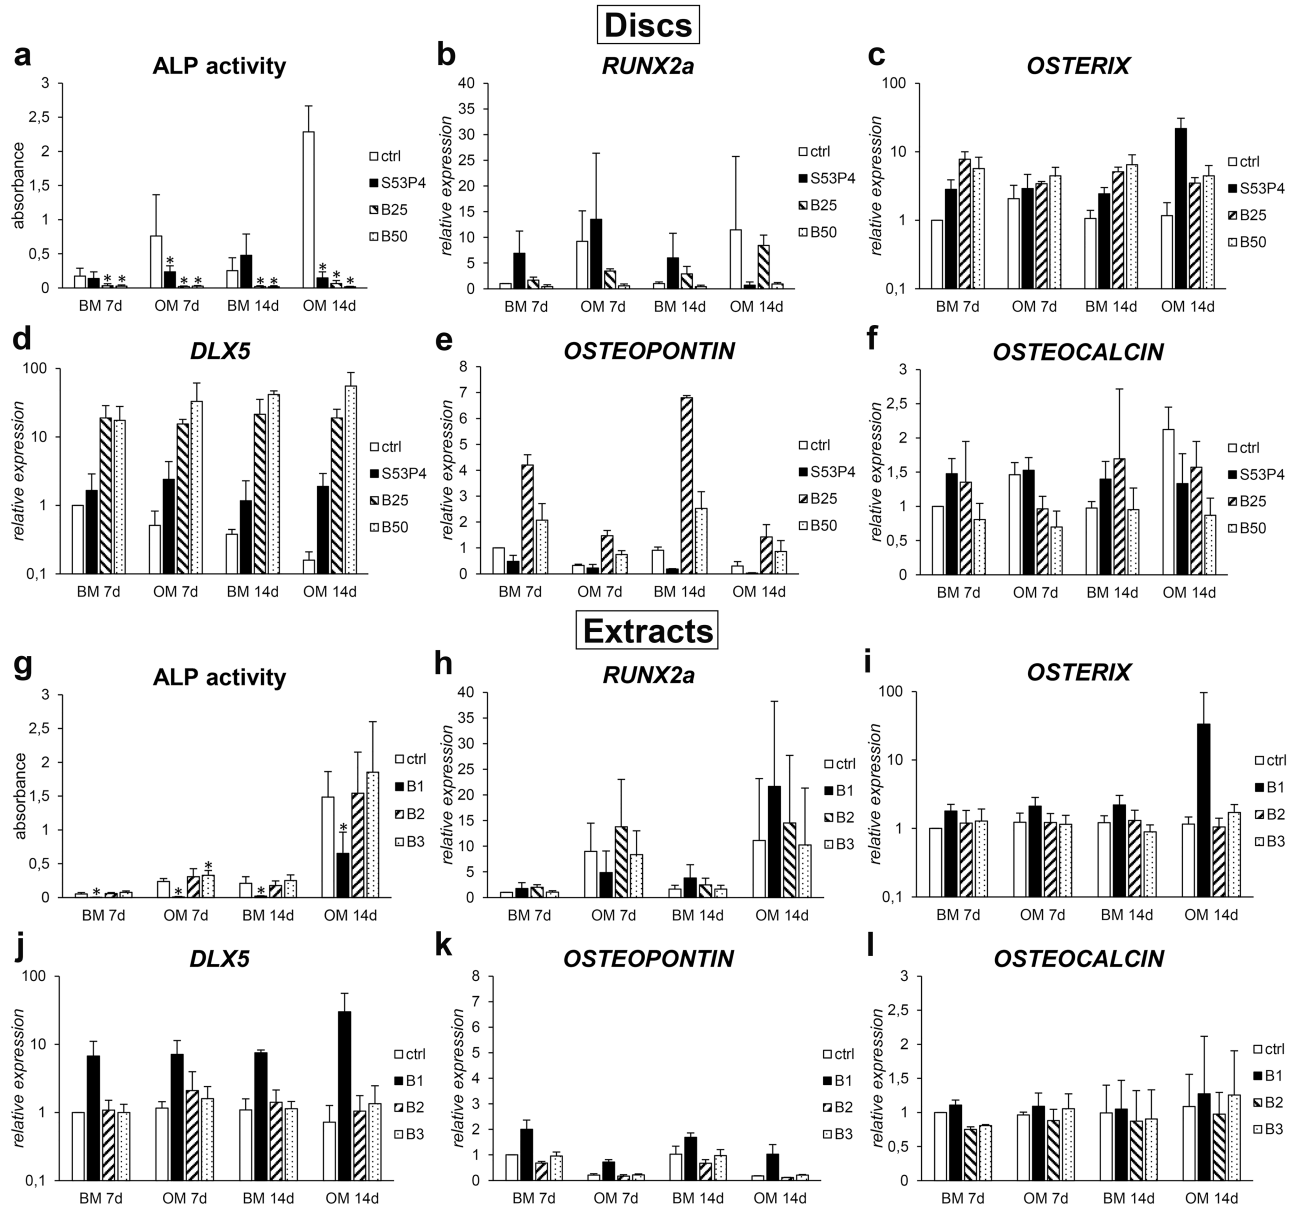 Discs
a
ALP activity
absorbance
3
2,5
2
1,5
1
0,5
0
* * * * * * * * * *
BM 7d OM 7d BM 14d OM 14d
ctrl
S53P4
B25
B50
b
RUNX2a
relative expression
40
35
30
25
20
15
10
5
0
BM 7d OM 7d BM 14d OM 14d
ctrl
S53P4
B25
B50
c
OSTERIX
relative expression
100
10
1
0,1
BM 7d OM 7d BM 14d OM 14d
ctrl
S53P4
B25
B50
d
DLX5
relative expression
100
10
1
0,1
BM 7d OM 7d BM 14d OM 14d
ctrl
S53P4
B25
B50
e
OSTEOPONTIN
relative expression
8
7
6
5
4
3
2
1
0
BM 7d OM 7d BM 14d OM 14d
ctrl
S53P4
B25
B50
f
OSTEOCALCIN
relative expression
3
2,5
2
1,5
1
0,5
0
BM 7d OM 7d BM 14d OM 14d
ctrl
S53P4
B25
B50
Extracts
g
ALP activity
absorbance
3
2,5
2
1,5
1
0,5
0
* * * * *
BM 7d OM 7d BM 14d OM 14d
ctrl
B1
B2
B3
h
RUNX2a
relative expression
40
35
30
25
20
15
10
5
0
BM 7d OM 7d BM 14d OM 14d
ctrl
B1
B2
B3
i
OSTERIX
relative expression
100
10
1
0,1
BM 7d OM 7d BM 14d OM 14d
ctrl
B1
B2
B3
j
DLX5
relative expression
100
10
1
0,1
BM 7d OM 7d BM 14d OM 14d
ctrl
B1
B2
B3
k
OSTEOPONTIN
relative expression
8
7
6
5
4
3
2
1
0
BM 7d OM 7d BM 14d OM 14d
ctrl
B1
B2
B3
l
OSTEOCALCIN
relative expression
3
2,5
2
1,5
1
0,5
0
BM 7d OM 7d BM 14d OM 14d
ctrl
B1
B2
B3